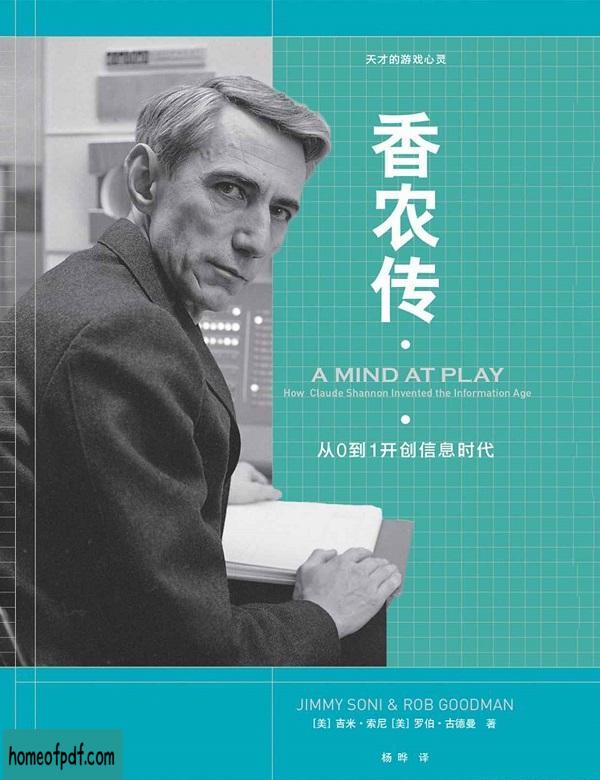 天才的游戏心灵
香农传
A MIND AT PLAY
How Claude Shannon Invented the Information Age
从0到1开创信息时代
JIMMY SONI & ROB GOODMAN
[美] 吉米·索尼 [美] 罗伯·古德曼 著
杨晔 译
homeofpdf.com